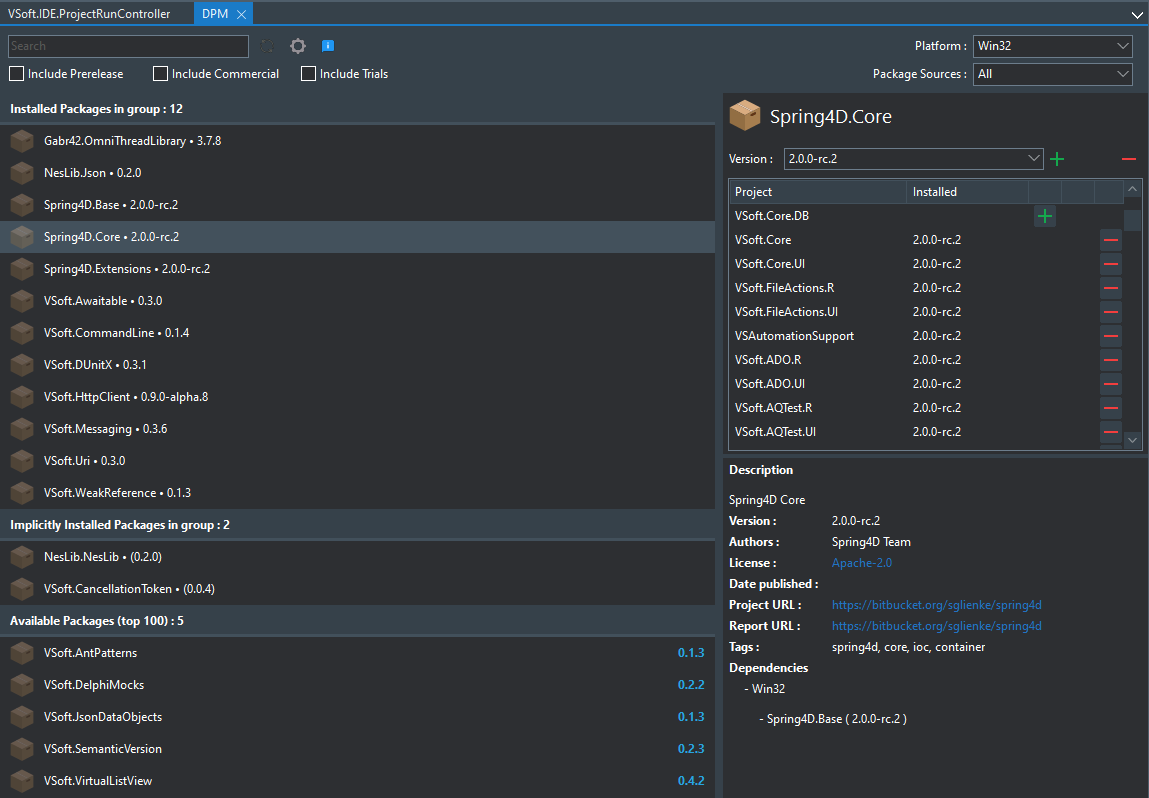 VSoft.IDE.ProjectRunController
DPM
Search
Platform :
Win32
Include Prerelease
Include Commercial
Include Trials
Package Sources :
All
Installed Packages in group : 12
Gabr42.OmniThreadLibrary • 3.7.8
NesLib.Json • 0.2.0
Spring4D.Base • 2.0.0-rc.2
Spring4D.Core • 2.0.0-rc.2
Spring4D.Extensions • 2.0.0-rc.2
VSoft.Awaitable • 0.3.0
VSoft.CommandLine • 0.1.4
VSoft.DUnitX • 0.3.1
VSoft.HttpClient • 0.9.0-alpha.8
VSoft.Messaging • 0.3.6
VSoft.Uri • 0.3.0
VSoft.WeakReference • 0.1.3
Implicitly Installed Packages in group : 2
NesLib.NesLib • (0.2.0)
VSoft.CancellationToken • (0.0.4)
Available Packages (top 100) : 5
VSoft.AntPatterns 0.1.3
VSoft.DelphiMocks 0.2.2
VSoft.JsonDataObjects 0.1.3
VSoft.SemanticVersion 0.2.3
VSoft.VirtualListView 0.4.2
Spring4D.Core
Version : 2.0.0-rc.2
Project Installed
VSoft.Core.DB
VSoft.Core 2.0.0-rc.2
VSoft.Core.UI 2.0.0-rc.2
VSoft.FileActions.R 2.0.0-rc.2
VSoft.FileActions.UI 2.0.0-rc.2
VSAutomationSupport 2.0.0-rc.2
VSoft.ADO.R 2.0.0-rc.2
VSoft.ADO.UI 2.0.0-rc.2
VSoft.AQTest.R 2.0.0-rc.2
VSoft.AQTest.UI 2.0.0-rc.2
Description
Spring4D Core
Version : 2.0.0-rc.2
Authors : Spring4D Team
License : Apache-2.0
Date published :
Project URL : https://bitbucket.org/sglienke/spring4d
Report URL : https://bitbucket.org/sglienke/spring4d
Tags : spring4d, core, ioc, container
Dependencies
- Win32
- Spring4D.Base ( 2.0.0-rc.2 )